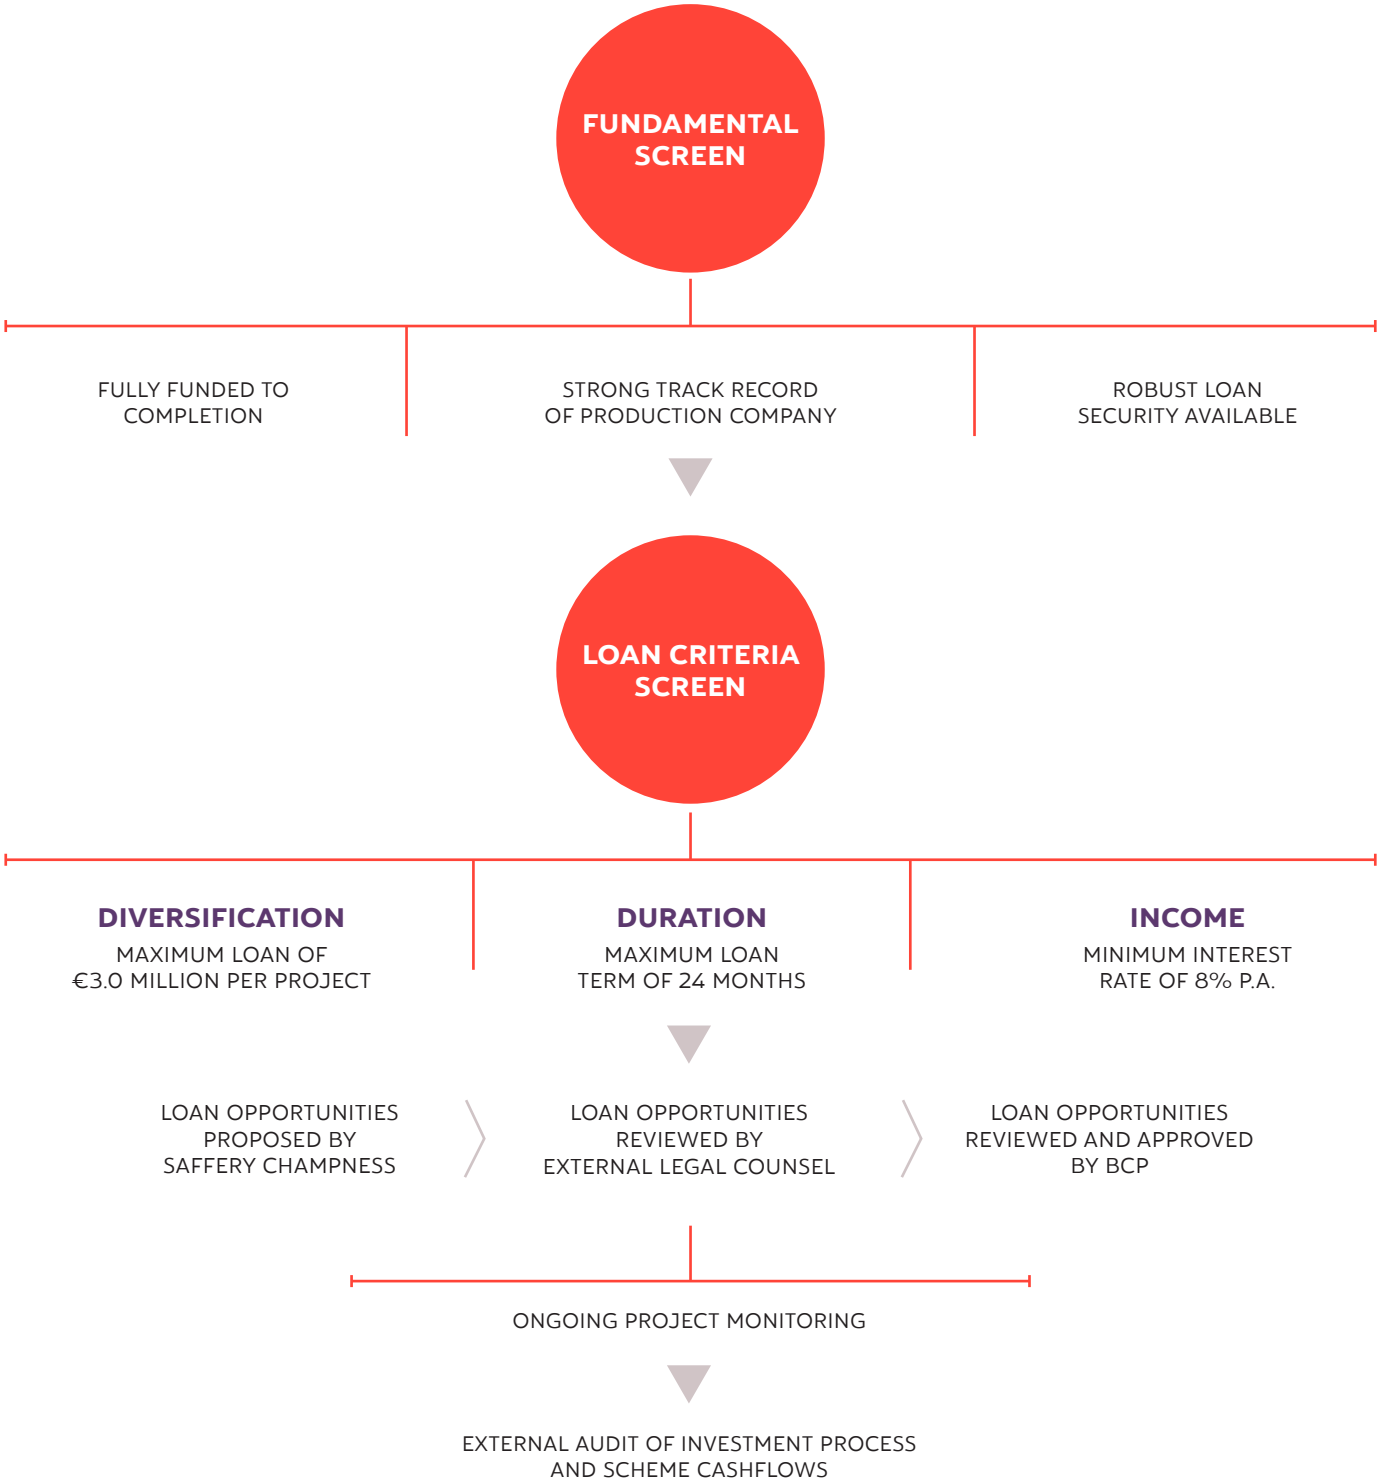 FUNDAMENTAL
SCREEN
FULLY FUNDED TO
COMPLETION
STRONG TRACK RECORD
OF PRODUCTION COMPANY
ROBUST LOAN
SECURITY AVAILABLE
LOAN CRITERIA
SCREEN
DIVERSIFICATION
MAXIMUM LOAN OF
€3.0 MILLION PER PROJECT
DURATION
MAXIMUM LOAN
TERM OF 24 MONTHS
INCOME
MINIMUM INTEREST
RATE OF 8% P.A.
LOAN OPPORTUNITIES
PROPOSED BY
SAFFERY CHAMPNESS
LOAN OPPORTUNITIES
REVIEWED BY
EXTERNAL LEGAL COUNSEL
LOAN OPPORTUNITIES
REVIEWED AND APPROVED
BY BCP
ONGOING PROJECT MONITORING
EXTERNAL AUDIT OF INVESTMENT PROCESS
AND SCHEME CASHFLOWS